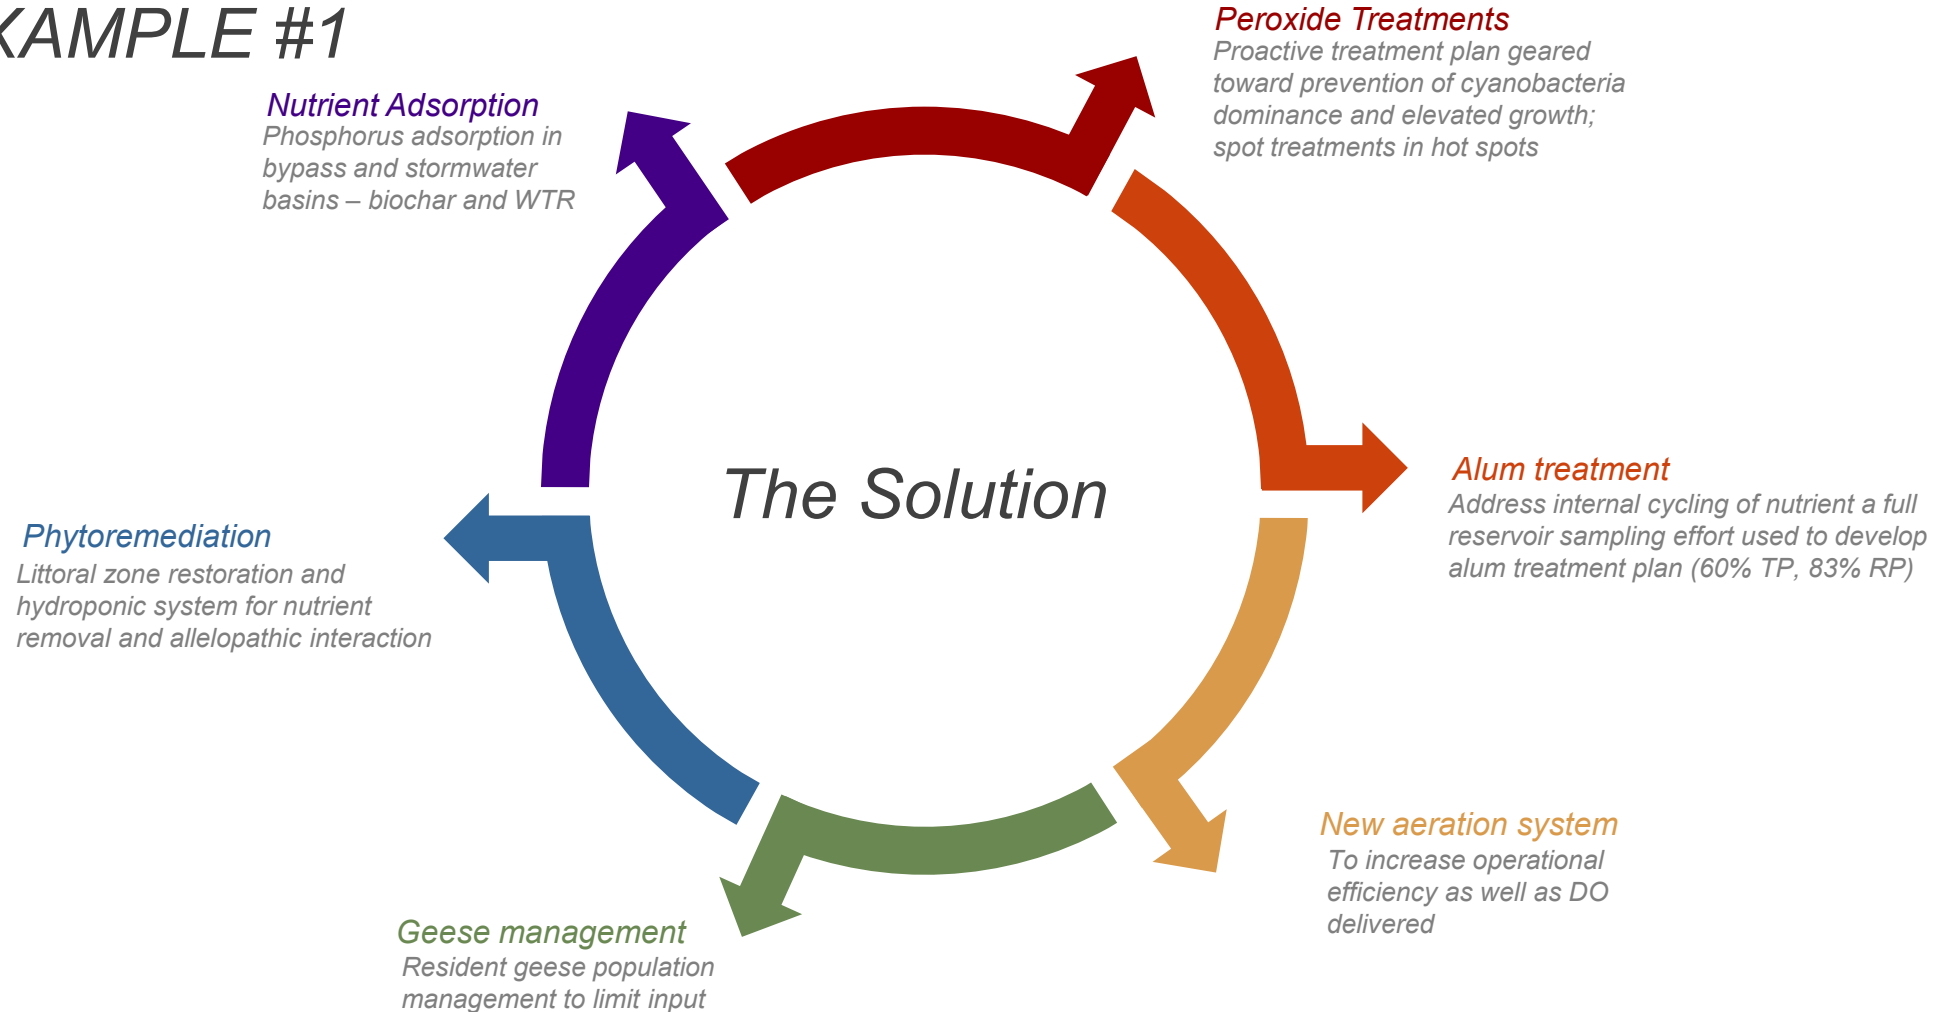 XAMPLE #1
Peroxide Treatments
Proactive treatment plan geared
toward prevention of cyanobacteria
dominance and elevated growth;
spot treatments in hot spots
Nutrient Adsorption
Phosphorus adsorption in
bypass and stormwater
basins – biochar and WTR
The Solution
Alum treatment
Address internal cycling of nutrient a full
reservoir sampling effort used to develop
alum treatment plan (60% TP, 83% RP)
Phytoremediation
Littoral zone restoration and
hydroponic system for nutrient
removal and allelopathic interaction
New aeration system
To increase operational
efficiency as well as DO
delivered
Geese management
Resident geese population
management to limit input